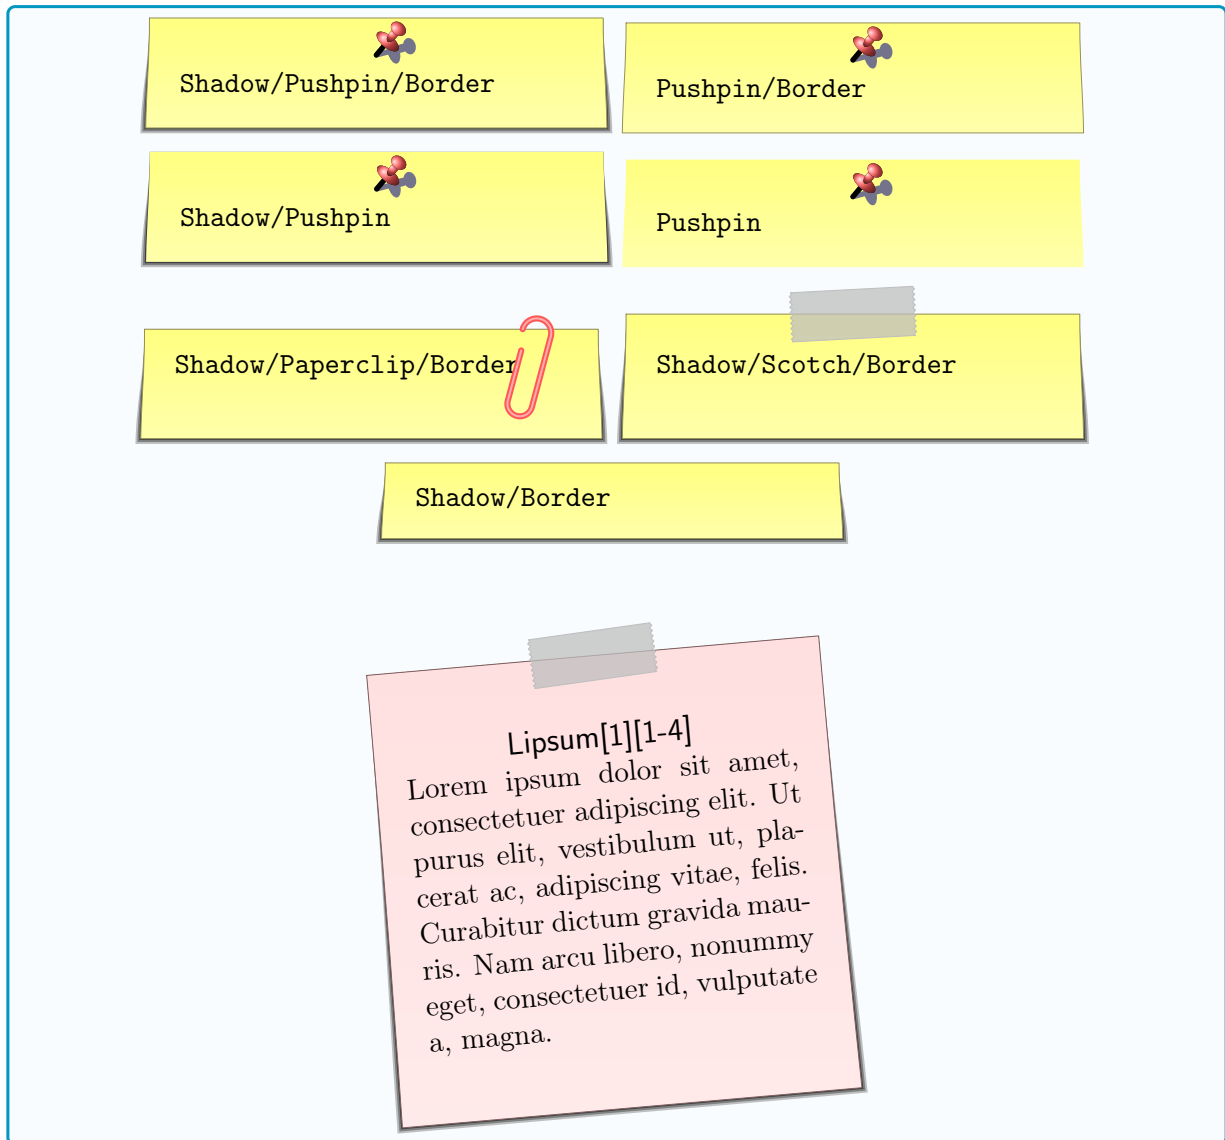 Shadow/Pushpin/Border
Pushpin/Border
Shadow/Pushpin
Pushpin
Shadow/Paperclip/Border
Shadow/Scotch/Border
Shadow/Border
Lipsum[1][1-4]
Lorem ipsum dolor sit amet,
consectetuer adipiscing elit. Ut
purus elit, vestibulum ut, pla-
cerat ac, adipiscing vitae, felis.
Curabitur dictum gravida mau-
ris. Nam arcu libero, nonummy
eget, consectetuer id, vulputate
a, magna.